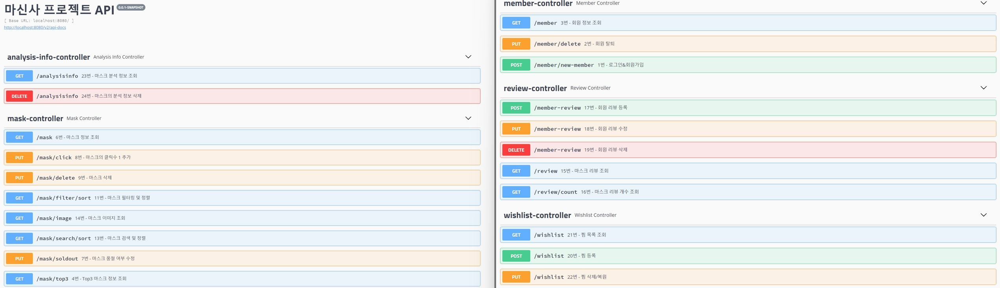 마신사 프로젝트 API 0.0.1-SNAPSHOT
[ Base URL: localhost:8080/ ]
http://localhost:8080/v2/api-docs
analysis-info-controller Analysis Info Controller
GET /analysisinfo 23번 - 마스크 분석 정보 조회
DELETE /analysisinfo 24번 - 마스크의 분석 정보 삭제
mask-controller Mask Controller
GET /mask 6번 - 마스크 정보 조회
PUT /mask/click 8번 - 마스크의 클릭수 1 추가
PUT /mask/delete 9번 - 마스크 삭제
GET /mask/filter/sort 11번 - 마스크 필터링 및 정렬
GET /mask/image 14번 - 마스크 이미지 조회
GET /mask/search/sort 13번 - 마스크 검색 및 정렬
PUT /mask/soldout 7번 - 마스크 품절 여부 수정
GET /mask/top3 4번 - Top3 마스크 정보 조회
member-controller Member Controller
GET /member 3번 - 회원 정보 조회
PUT /member/delete 2번 - 회원 탈퇴
POST /member/new-member 1번 - 로그인&회원가입
review-controller Review Controller
POST /member-review 17번 - 회원 리뷰 등록
PUT /member-review 18번 - 회원 리뷰 수정
DELETE /member-review 19번 - 회원 리뷰 삭제
GET /review 15번 - 마스크 리뷰 조회
GET /review/count 16번 - 마스크 리뷰 개수 조회
wishlist-controller Wishlist Controller
GET /wishlist 21번 - 찜 목록 조회
POST /wishlist 20번 - 찜 등록
PUT /wishlist 22번 - 찜 삭제/복원